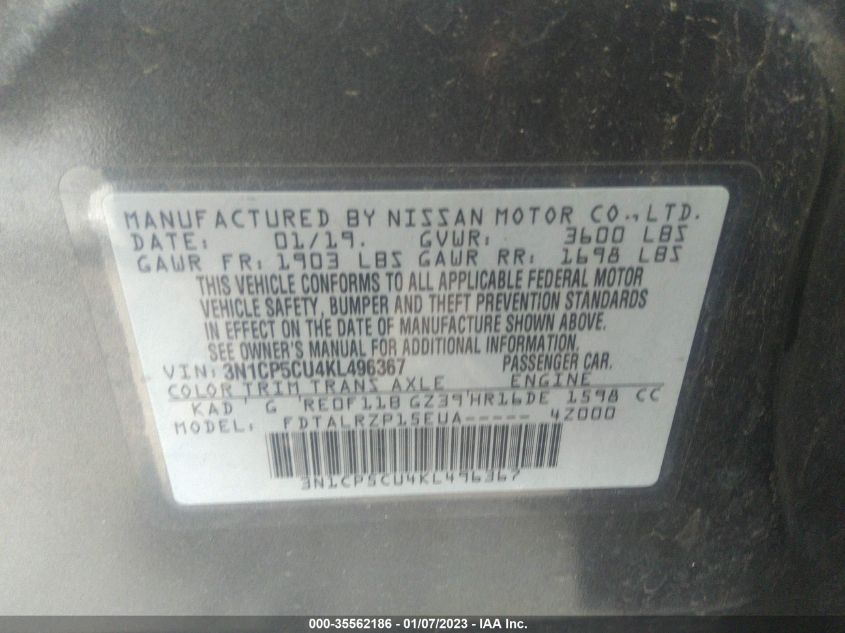 MANUFACTURED BY NISSAN MOTOR CO., LTD.
DATE: 01/19. GVWR: 3600 LBS
GAWR FR: 1903 LBS GAWR RR: 1698 LBS
THIS VEHICLE CONFORMS TO ALL APPLICABLE FEDERAL MOTOR
VEHICLE SAFETY, BUMPER AND THEFT PREVENTION STANDARDS
IN EFFECT ON THE DATE OF MANUFACTURE SHOWN ABOVE.
SEE OWNER'S MANUAL FOR ADDITIONAL INFORMATION.
VIN: 3N1CP5CU4KL496367 PASSENGER CAR.
COLOR TRIM TRANS AXLE ENGINE
KAD G RE0F11B GZ39 HR16DE 1598 CC
MODEL: FDTALRZP15EUA----- 4Z000
3N1CP5CU4KL496367
000-35562186 - 01/07/2023 - IAA Inc.